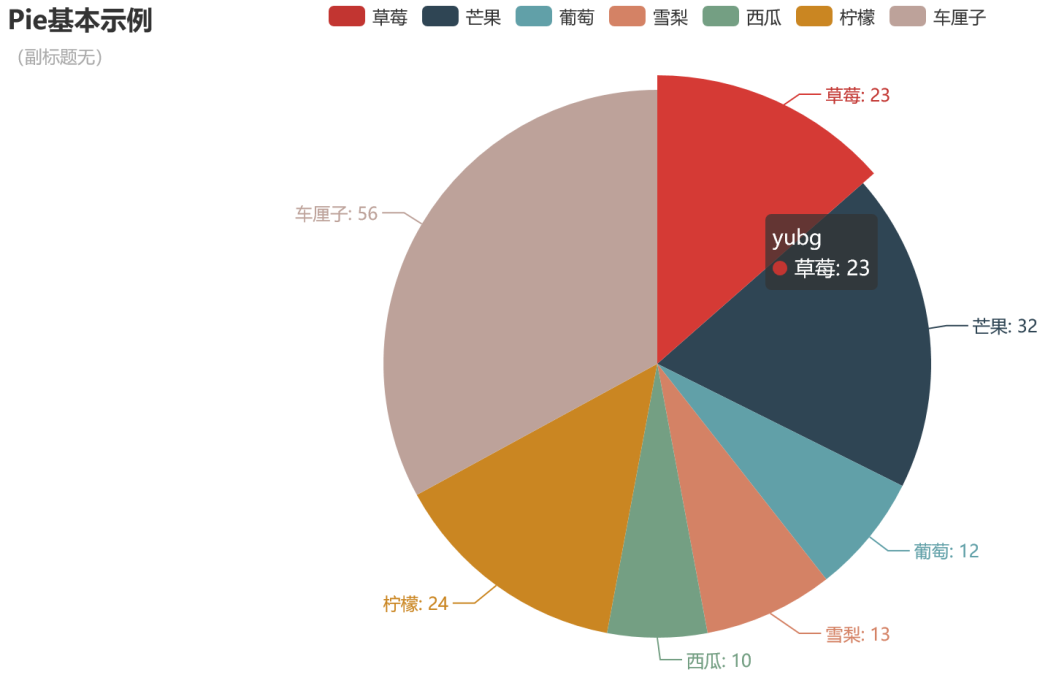 Pie基本示例
（副标题无）
草莓 芒果 葡萄 雪梨 西瓜 柠檬 车厘子
草莓: 23
车厘子: 56
yubg
草莓: 23
芒果: 32
葡萄: 12
柠檬: 24
雪梨: 13
西瓜: 10